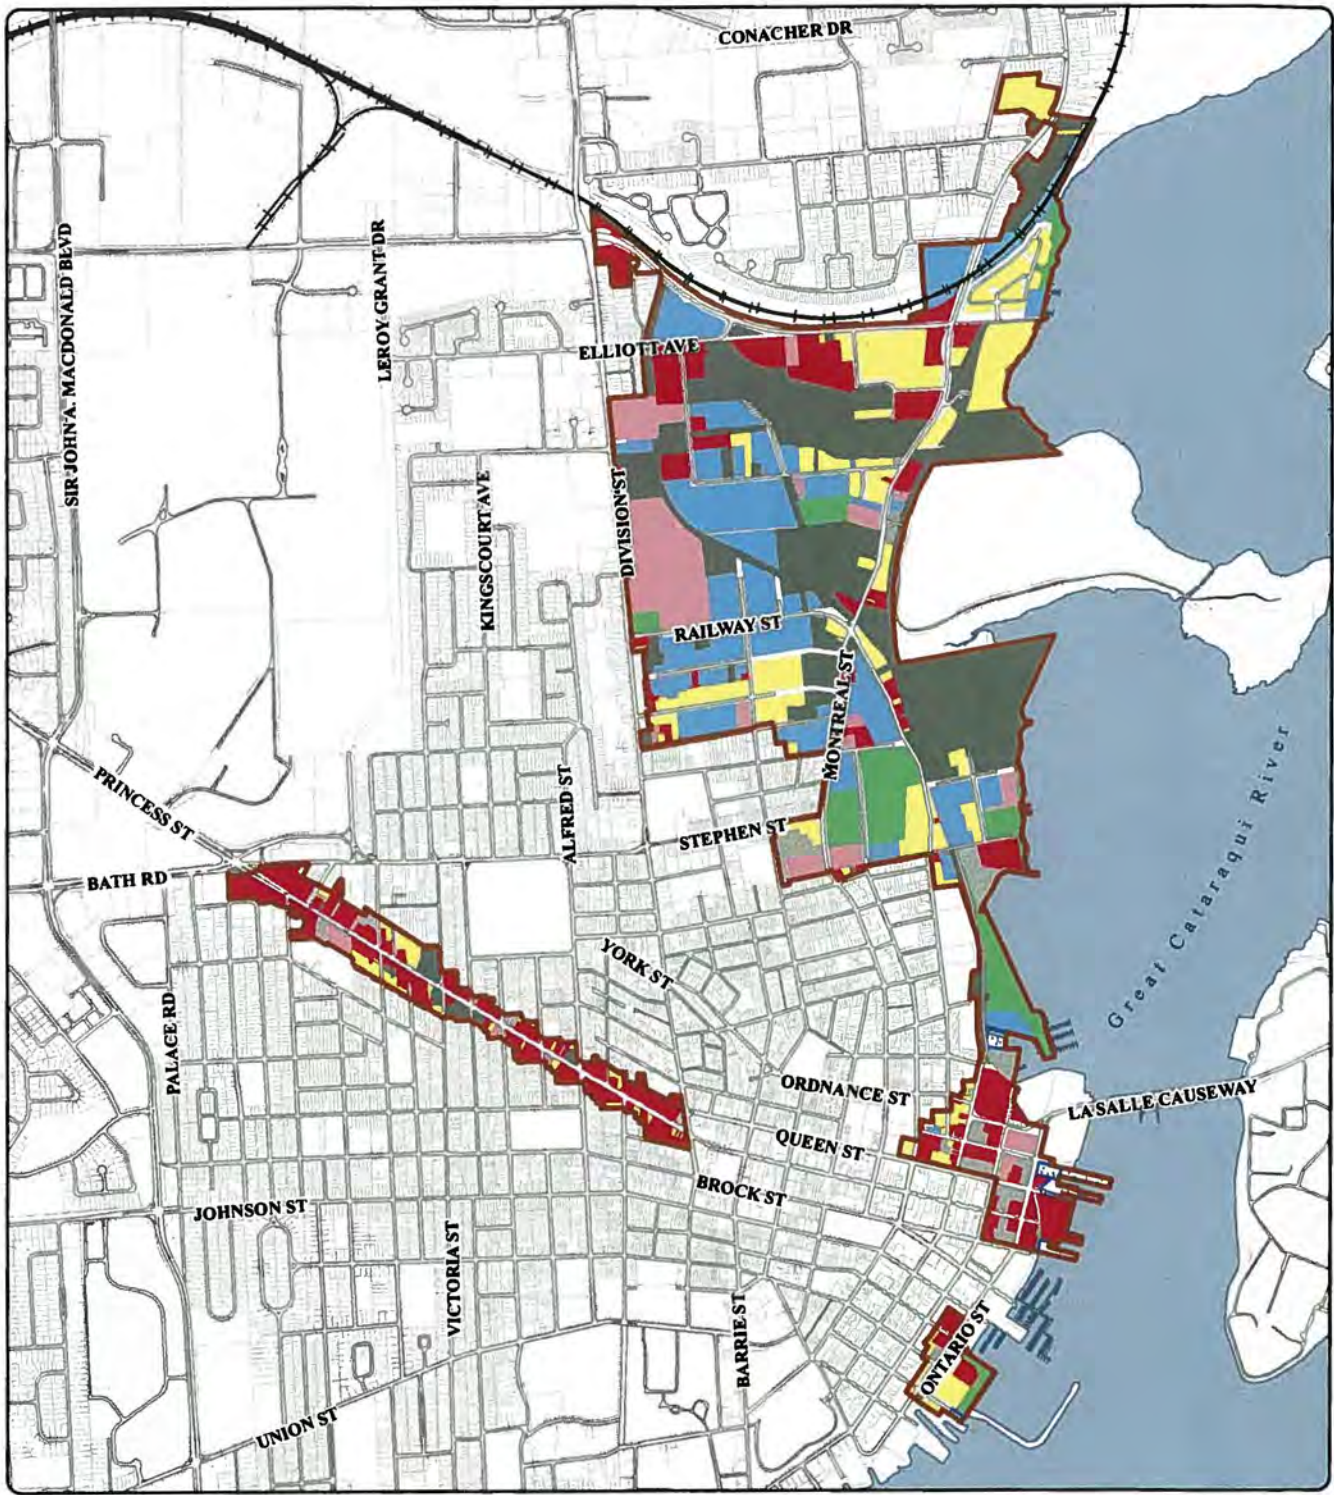 CONACHER DR
SIR JOHN A. MACDONALD BLVD
LEROY GRANT DR
ELLIOTT AVE
KINGSCOURT AVE
DIVISION ST
RAILWAY ST
MONTREAL ST
PRINCESS ST
ALFRED ST
STEPHEN ST
BATH RD
Great Cataraqui River
YORK ST
PALACE RD
ORDNANCE ST
LA SALLE CAUSEWAY
QUEEN ST
BROCK ST
JOHNSON ST
VICTORIA ST
BARRIE ST
ONTARIO ST
UNION ST